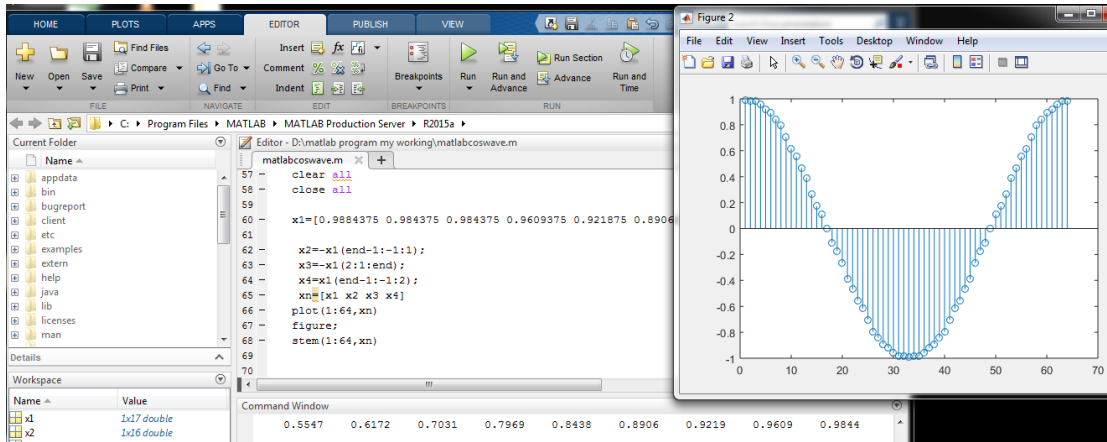 HOME PLOTS APPS EDITOR PUBLISH VIEW
New Open Save Find Files Compare Print
Go To Find
Insert fx
Comment
Indent
Breakpoints
Run Run and Advance Run Section Advance Run and Time
FILE NAVIGATE EDIT BREAKPOINTS RUN
C: Program Files MATLAB MATLAB Production Server R2015a
Current Folder
Name
appdata
bin
bugreport
client
etc
examples
extern
help
java
lib
licenses
man
Details
Workspace
Name Value
x1 1x17 double
x2 1x16 double
Editor - D:\matlab program my working\matlabcoswave.m
matlabcoswave.m +
57 - clear all
58 - close all
59
60 - x1=[0.9884375 0.984375 0.984375 0.9609375 0.921875 0.8906
61
62 - x2=-x1(end-1:-1:1);
63 - x3=-x1(2:1:end);
64 - x4=x1(end-1:-1:2);
65 - xn=[x1 x2 x3 x4]
66 - plot(1:64,xn)
67 - figure;
68 - stem(1:64,xn)
69
70
Command Window
0.5547 0.6172 0.7031 0.7969 0.8438 0.8906 0.9219 0.9609 0.9844
Figure 2
File Edit View Insert Tools Desktop Window Help
1
0.8
0.6
0.4
0.2
0
-0.2
-0.4
-0.6
-0.8
-1
0 10 20 30 40 50 60 70